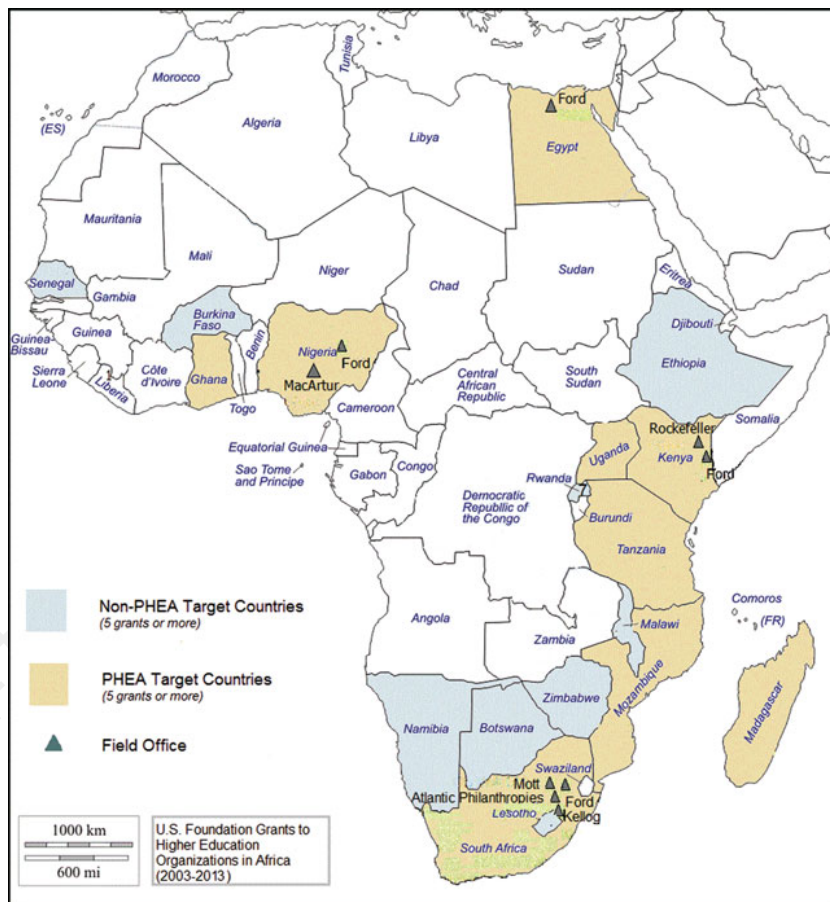 Tunisia
Morocco
(ES)
Algeria
Libya
Ford
Egypt
Mauritania
Mali
Niger
Chad
Sudan
Eritrea
Senegal
Gambia
Burkina
Faso
Djibouti
Guinea-
Bissau
Guinea
Benin
Nigeria
Ford
Ethiopia
Sierra
Leone
Liberia
Côte
d'Ivoire
Ghana
MacArtur
Togo
Central
African
Republic
South
Sudan
Somalia
Cameroon
Equatorial Guinea
Rockefeller
Uganda
Kenya
Ford
Sao Tome
and Principe
Gabon
Congo
Rwanda
Democratic
Republlic of
the Congo
Burundi
Tanzania
Comoros
(FR)
Angola
Malawi
Zambia
Non-PHEA Target Countries
(5 grants or more)
PHEA Target Countries
(5 grants or more)
Field Office
Zimbabwe
Mozambique
Madagascar
Namibia
Botswana
Swaziland
Mott
Atlantic Philanthropies
Ford
Lesotho
Kellog
South Africa
1000 km
600 mi
U.S. Foundation Grants to
Higher Education
Organizations in Africa
(2003-2013)